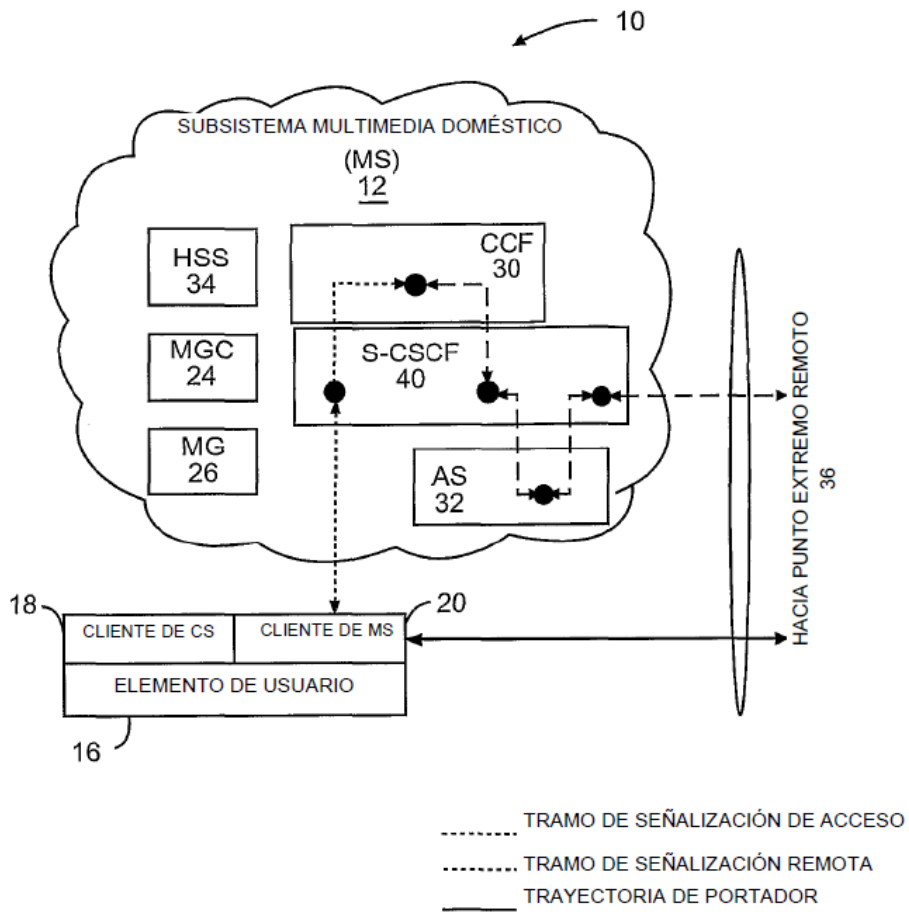 10
SUBSISTEMA MULTIMEDIA DOMÉSTICO
(MS)
12
HSS
34
CCF
30
MGC
24
S-CSCF
40
MG
26
AS
32
HACIA PUNTO EXTREMO REMOTO
36
18
20
CLIENTE DE CS
CLIENTE DE MS
ELEMENTO DE USUARIO
16
TRAMO DE SEÑALIZACIÓN DE ACCESO
TRAMO DE SEÑALIZACIÓN REMOTA
TRAYECTORIA DE PORTADOR